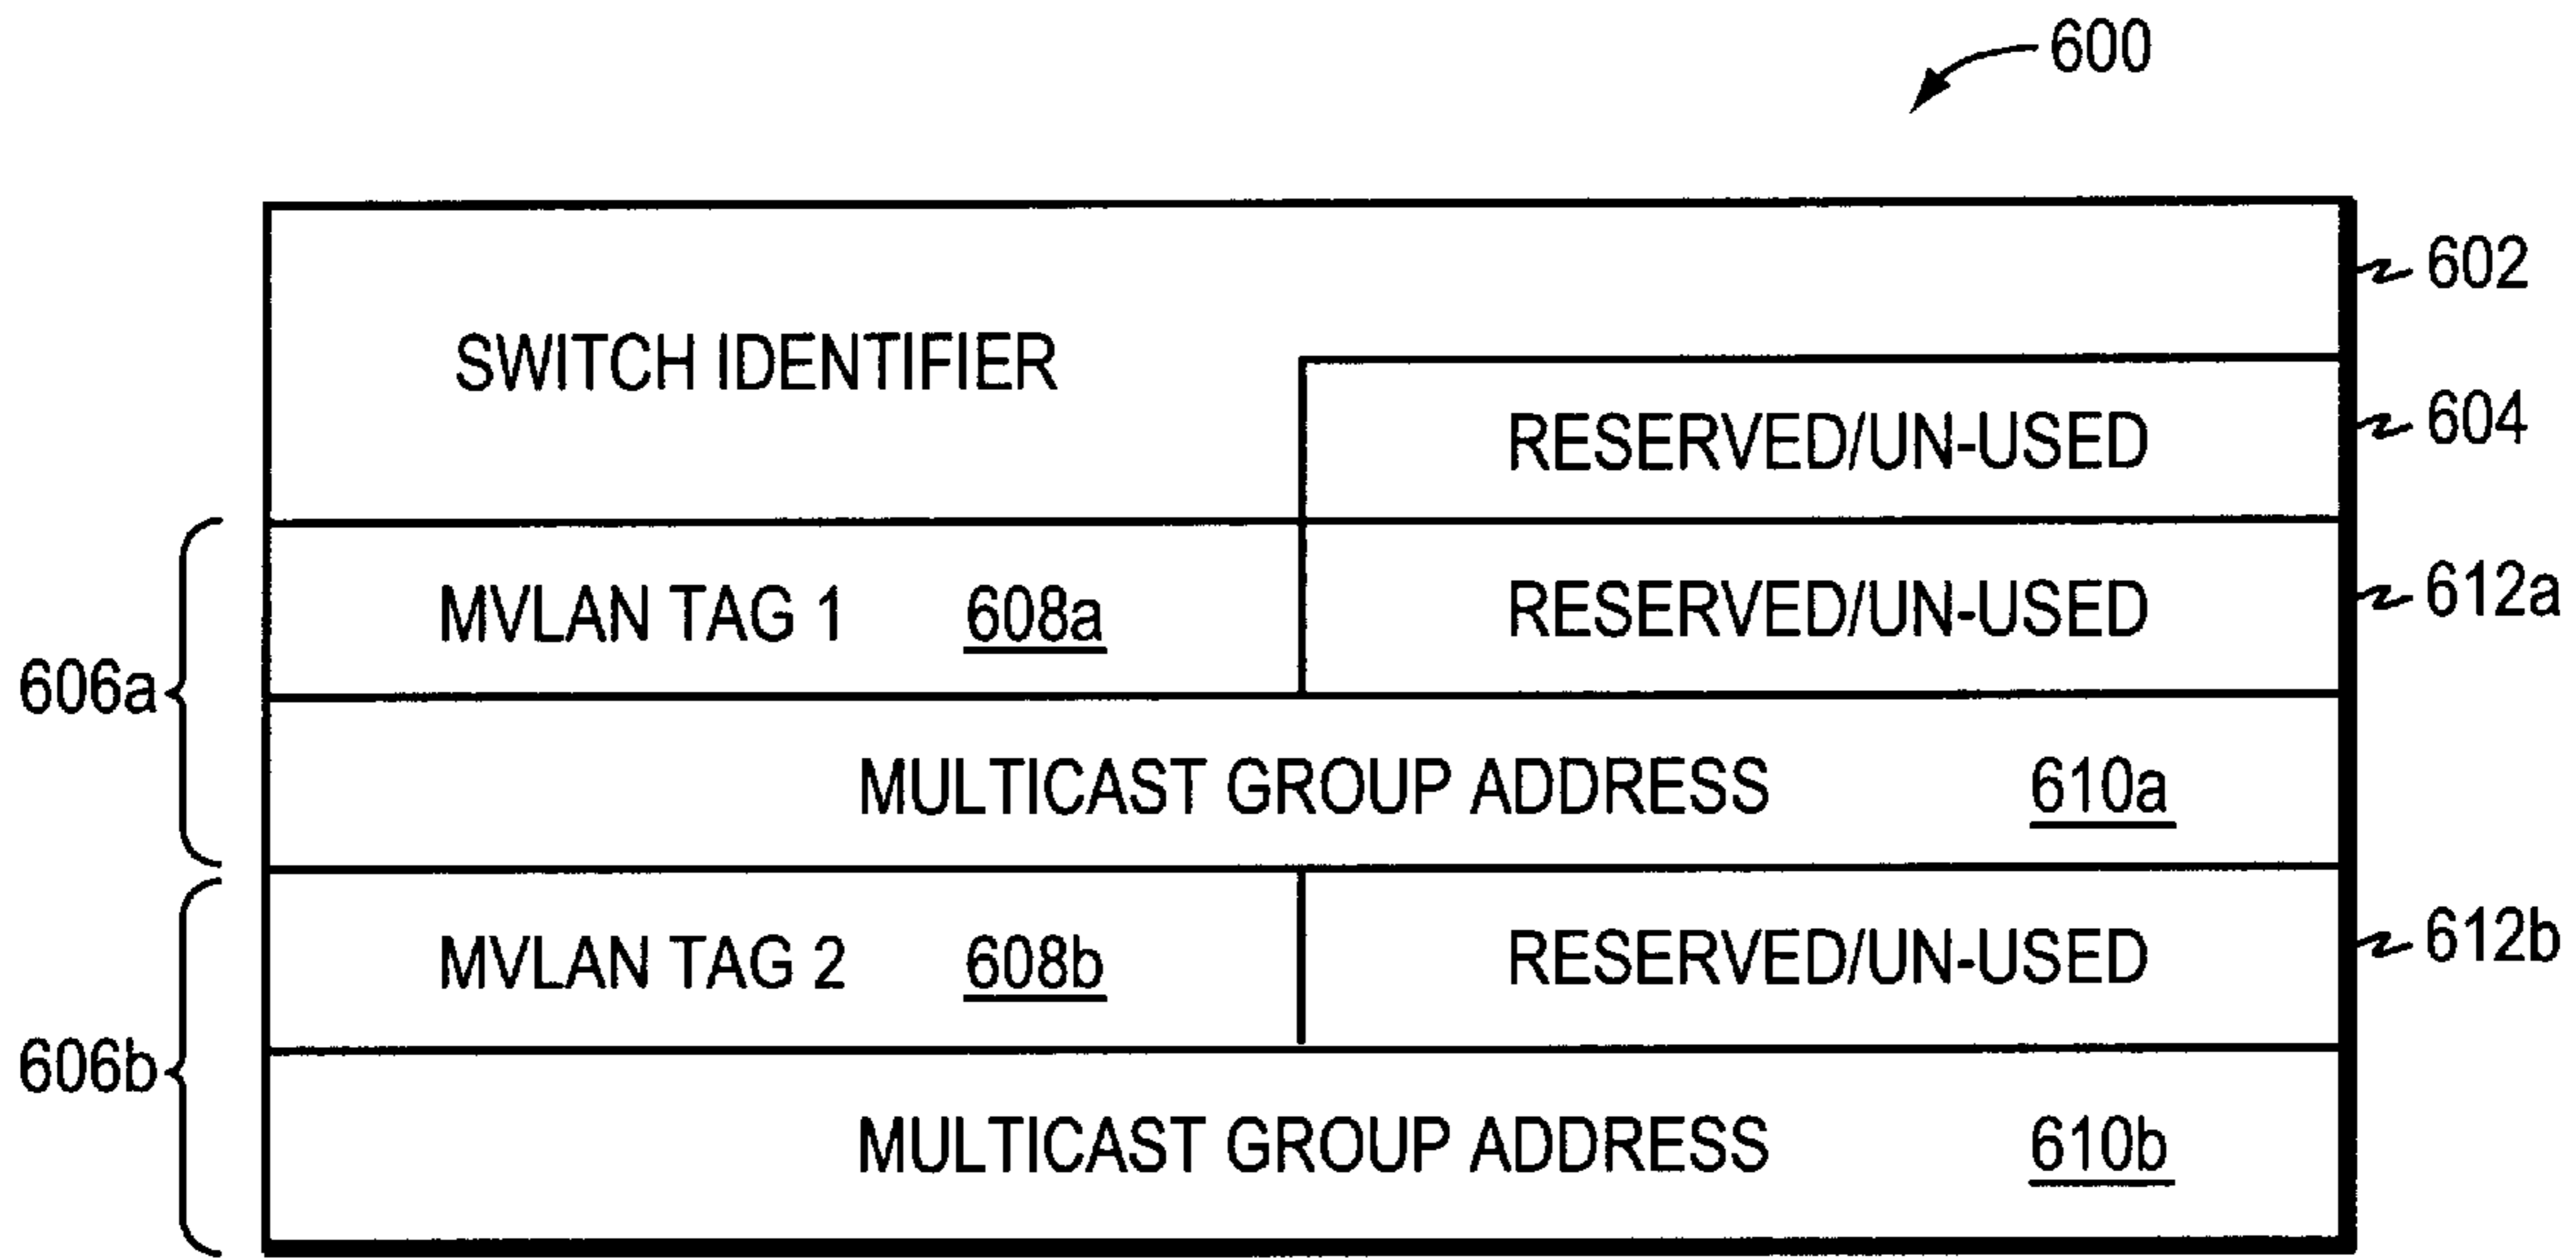 600
602
SWITCH IDENTIFIER
RESERVED/UN-USED 604
MVLAN TAG 1 608a RESERVED/UN-USED 612a
606a
MULTICAST GROUP ADDRESS 610a
MVLAN TAG 2 608b RESERVED/UN-USED 612b
606b
MULTICAST GROUP ADDRESS 610b